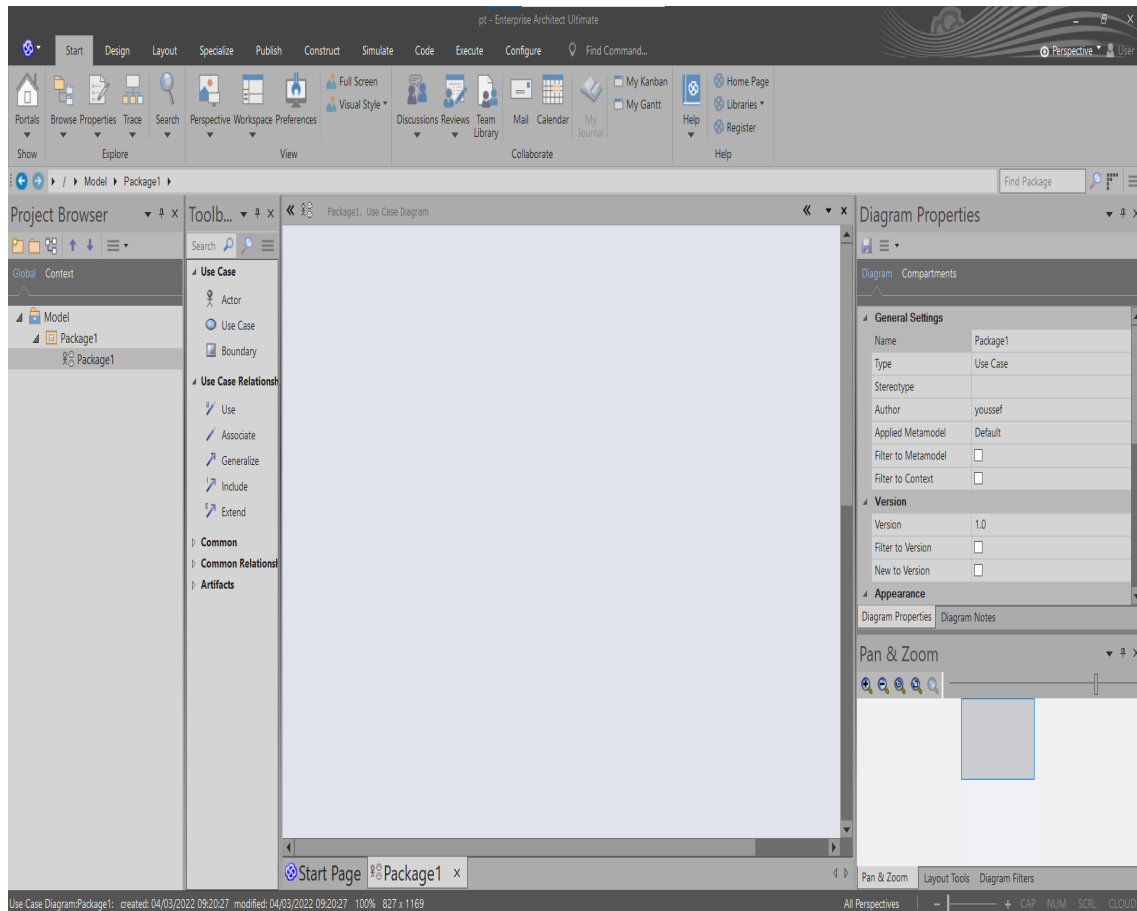 pt - Enterprise Architect Ultimate
Start Design Layout Specialize Publish Construct Simulate Code Execute Configure Find Command...
Perspective User
Portals Browse Properties Trace Search Perspective Workspace Preferences
Full Screen
Visual Style
Discussions Reviews Team Library Mail Calendar My Journal
My Kanban
My Gantt
Help
Home Page
Libraries
Register
Show Explore View Collaborate Help
/ Model Package1
Find Package
Project Browser
Global Context
Model
Package1
Package1
Toolb...
Search
Use Case
Actor
Use Case
Boundary
Use Case Relationsh
Use
Associate
Generalize
Include
Extend
Common
Common Relationsh
Artifacts
Package1. Use Case Diagram
Start Page Package1
Diagram Properties
Diagram Compartments
General Settings
Name Package1
Type Use Case
Stereotype
Author youssef
Applied Metamodel Default
Filter to Metamodel
Filter to Context
Version
Version 1.0
Filter to Version
New to Version
Appearance
Diagram Properties Diagram Notes
Pan & Zoom
Pan & Zoom Layout Tools Diagram Filters
Use Case Diagram:Package1: created: 04/03/2022 09:20:27 modified: 04/03/2022 09:20:27 100% 827 x 1169
All Perspectives CAP NUM SCRL CLOUD